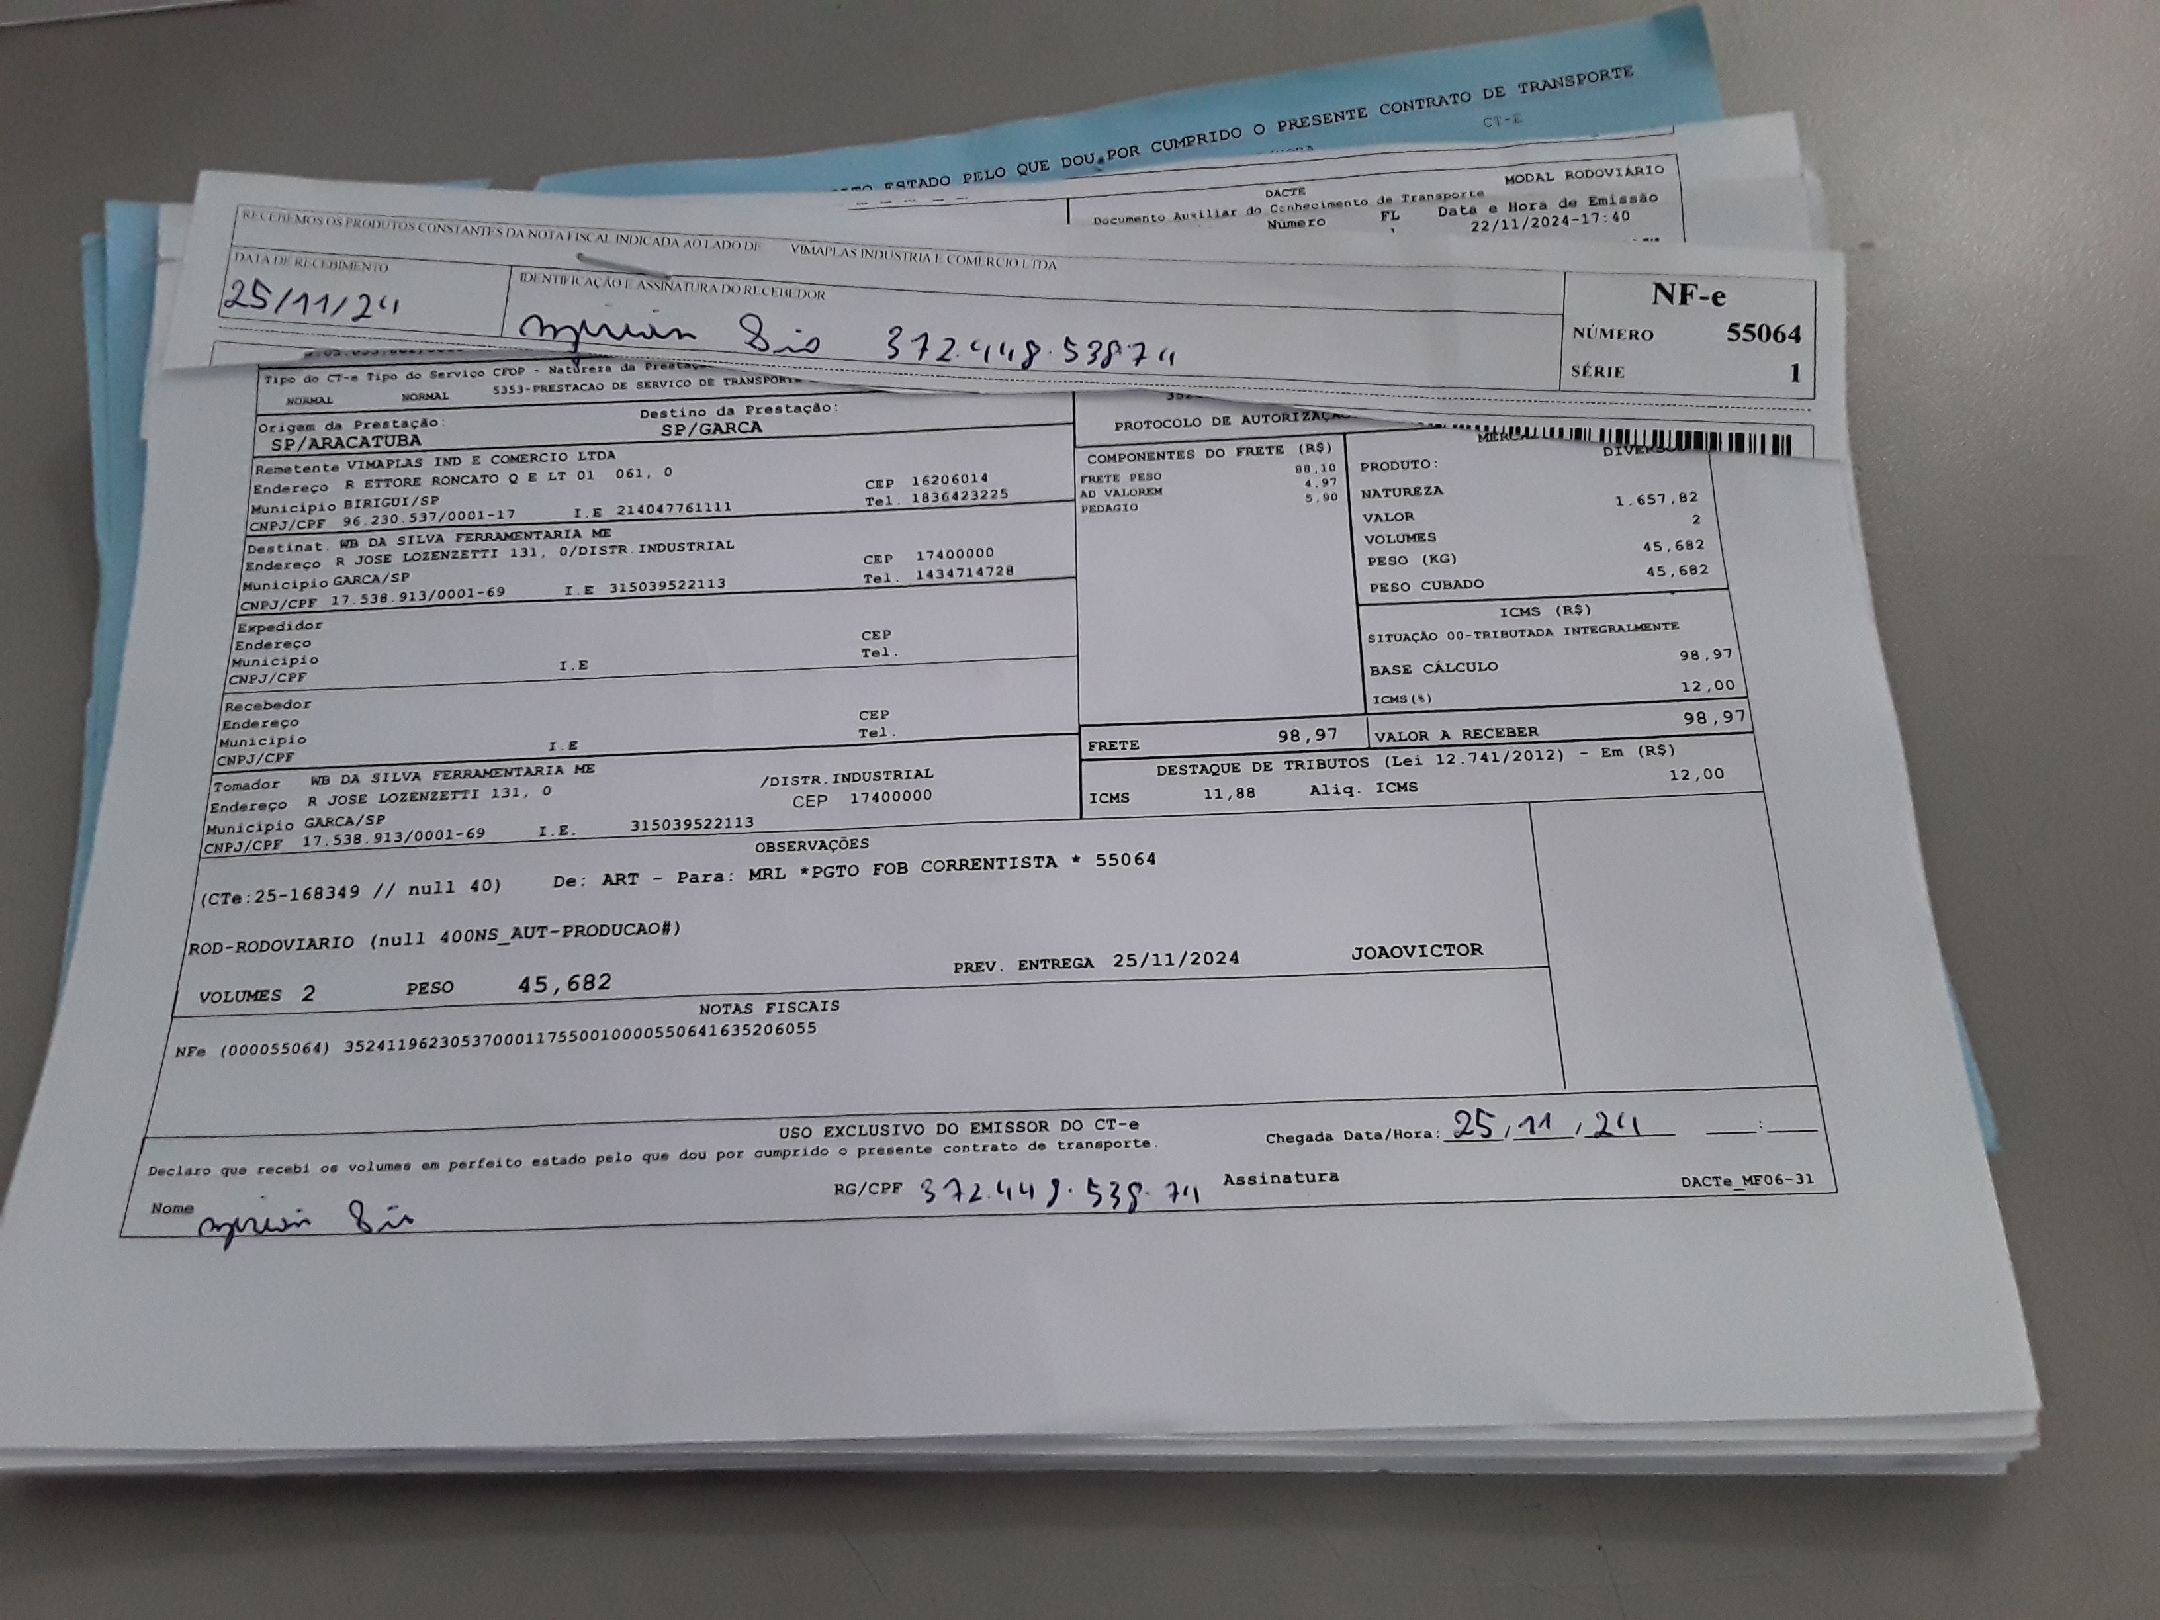 ESTADO PELO QUE DOU POR CUMPRIDO O PRESENTE CONTRATO DE TRANSPORTE
CT-E
DACTE MODAL RODOVIÁRIO
Documento Auxiliar do Conhecimento de Transporte
Número FL Data e Hora de Emissão
22/11/2024-17:40
RECEBEMOS OS PRODUTOS CONSTANTES DA NOTA FISCAL INDICADA AO LADO DE VIMAPLAS INDUSTRIA E COMERCIO LTDA
DATA DE RECEBIMENTO IDENTIFICAÇÃO E ASSINATURA DO RECEBEDOR
25/11/24 372.448.53874
NF-e
NÚMERO 55064
SÉRIE 1
Tipo do CT-e Tipo do Serviço CFOP - Natureza da
NORMAL NORMAL 5353-PRESTACAO DE SERVICO DE
Origem da Prestação: Destino da Prestação:
SP/ARACATUBA SP/GARCA
PROTOCOLO DE
Remetente VIMAPLAS IND E COMERCIO LTDA
Endereço R ETTORE RONCATO Q E LT 01 061, 0 CEP 16206014
Municipio BIRIGUI/SP Tel. 1836423225
CNPJ/CPF 96.230.537/0001-17 I.E 214047761111
Destinat. WB DA SILVA FERRAMENTARIA ME
Endereço R JOSE LOZENZETTI 131, 0/DISTR.INDUSTRIAL CEP 17400000
Municipio GARCA/SP Tel. 1434714728
CNPJ/CPF 17.538.913/0001-69 I.E 315039522113
Expedidor
Endereço CEP
Municipio Tel.
CNPJ/CPF I.E
Recebedor
Endereço CEP
Municipio Tel.
CNPJ/CPF I.E
Tomador WB DA SILVA FERRAMENTARIA ME
Endereço R JOSE LOZENZETTI 131, 0 /DISTR.INDUSTRIAL
Municipio GARCA/SP CEP 17400000
CNPJ/CPF 17.538.913/0001-69 I.E. 315039522113
COMPONENTES DO FRETE (R$)
FRETE PESO 88,10
AD VALOREM 4,97
PEDAGIO 5,90
PRODUTO:
NATUREZA
VALOR 1.657,82
VOLUMES 2
PESO (KG) 45,682
PESO CUBADO 45,682
ICMS (R$)
SITUAÇÃO 00-TRIBUTADA INTEGRALMENTE
BASE CÁLCULO 98,97
ICMS(%) 12,00
FRETE 98,97 VALOR A RECEBER 98,97
DESTAQUE DE TRIBUTOS (Lei 12.741/2012) - Em (R$)
ICMS 11,88 Aliq. ICMS 12,00
OBSERVAÇÕES
(CTe:25-168349 // null 40) De: ART - Para: MRL *PGTO FOB CORRENTISTA * 55064
ROD-RODOVIARIO (null 400NS_AUT-PRODUCAO#)
VOLUMES 2 PESO 45,682 PREV. ENTREGA 25/11/2024 JOAOVICTOR
NOTAS FISCAIS
NFe (000055064) 35241196230537000117550010000550641635206055
USO EXCLUSIVO DO EMISSOR DO CT-e
Declaro que recebi os volumes em perfeito estado pelo que dou por cumprido o presente contrato de transporte.
Chegada Data/Hora: 25/11/24 :
Nome RG/CPF 372.448.538.74 Assinatura
DACTe_MF06-31